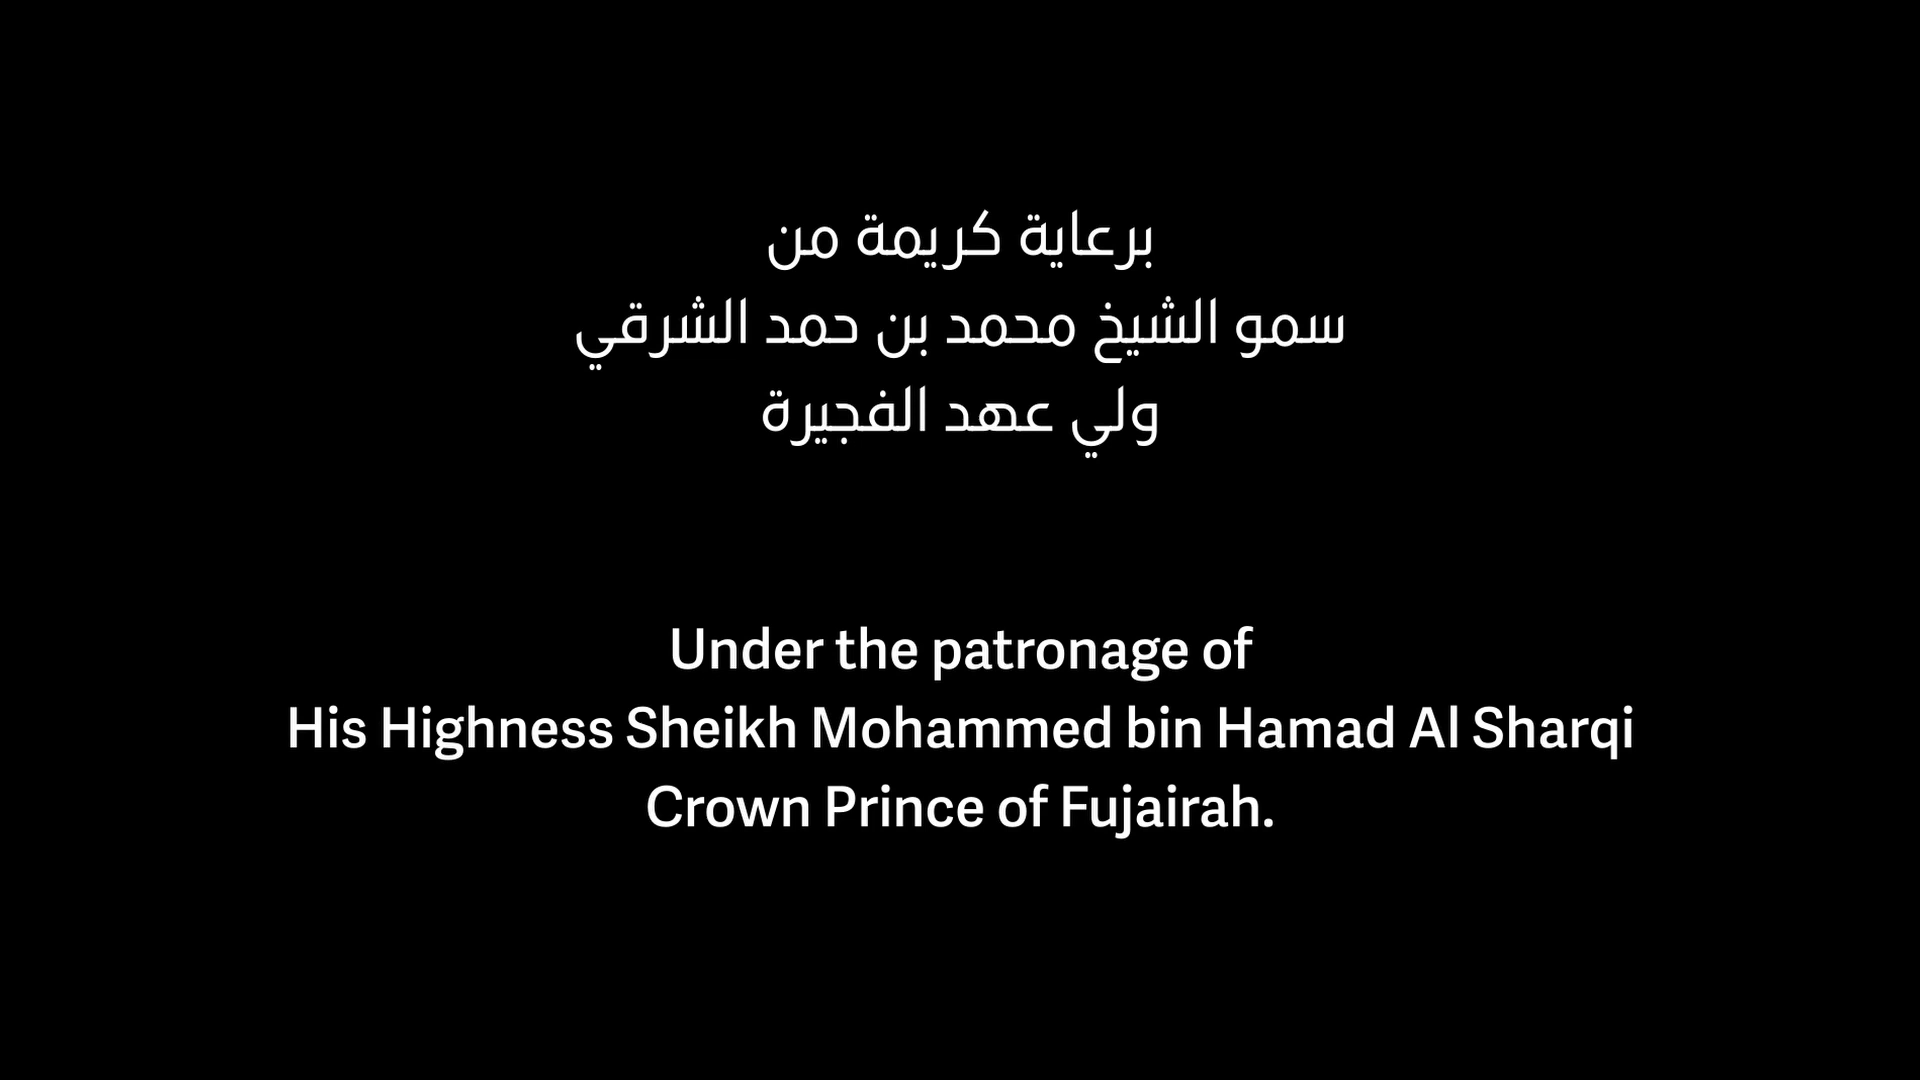 برعاية كريمة من
سمو الشيخ محمد بن حمد الشرقي
ولي عهد الفجيرة
Under the patronage of
His Highness Sheikh Mohammed bin Hamad Al Sharqi
Crown Prince of Fujairah.